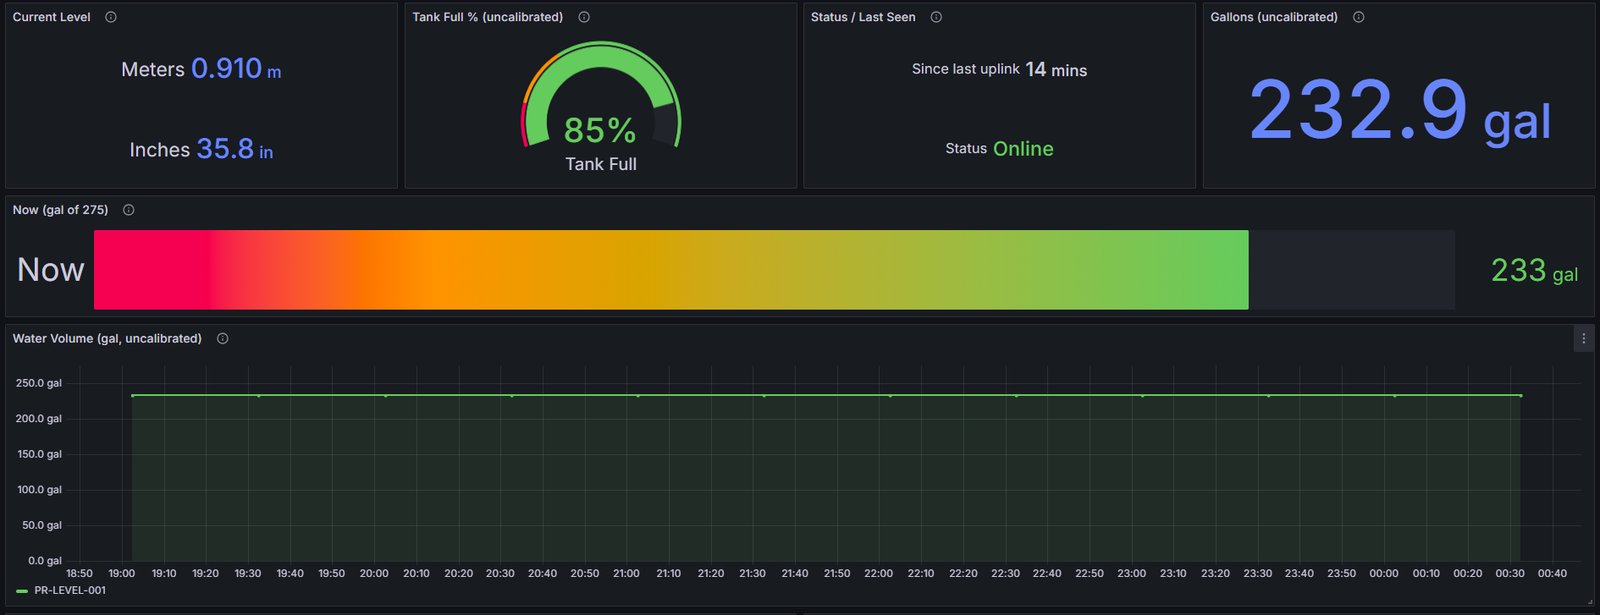 Current Level
Meters 0.910 m
Inches 35.8 in
Tank Full % (uncalibrated)
85%
Tank Full
Status / Last Seen
Since last uplink 14 mins
Status Online
Gallons (uncalibrated)
232.9 gal
Now (gal of 275)
Now
233 gal
Water Volume (gal, uncalibrated)
250.0 gal
200.0 gal
150.0 gal
100.0 gal
50.0 gal
0.0 gal
18:50 19:00 19:10 19:20 19:30 19:40 19:50 20:00 20:10 20:20 20:30 20:40 20:50 21:00 21:10 21:20 21:30 21:40 21:50 22:00 22:10 22:20 22:30 22:40 22:50 23:00 23:10 23:20 23:30 23:40 23:50 00:00 00:10 00:20 00:30 00:40
PR-LEVEL-001